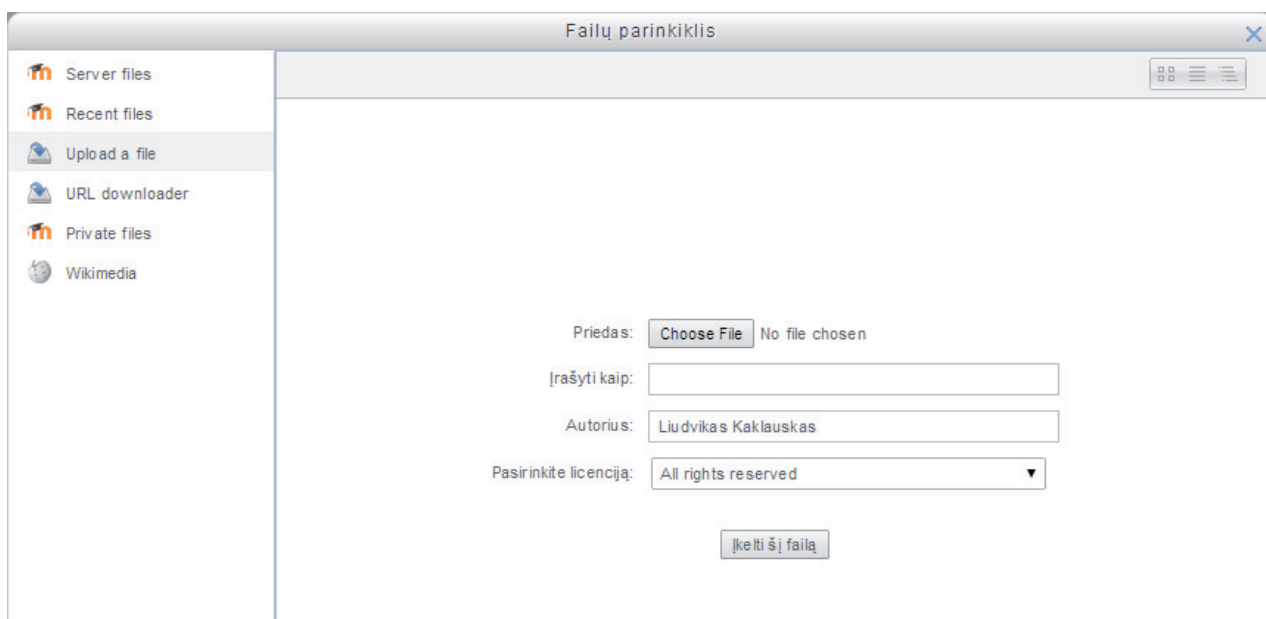 Failų parinkiklis
Server files
Recent files
Upload a file
URL downloader
Private files
Wikimedia
Priedas: Choose File No file chosen
Įrašyti kaip:
Autorius: Liudvikas Kaklauskas
Pasirinkite licenciją: All rights reserved
Įkelti šį failą